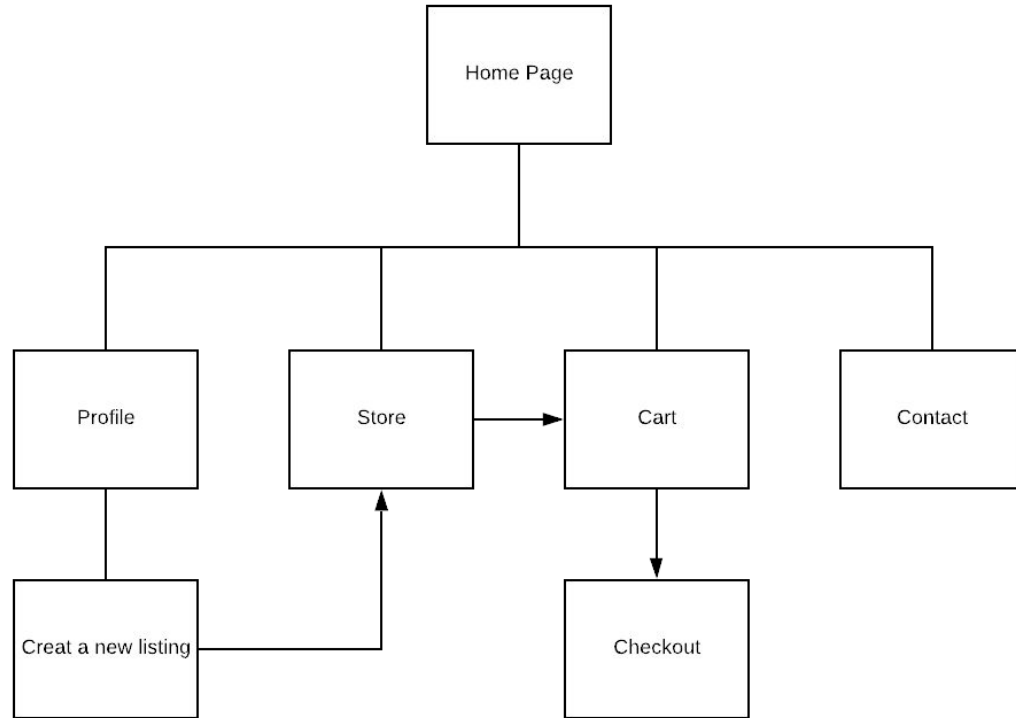 Home Page
Profile
Store
Cart
Contact
Creat a new listing
Checkout